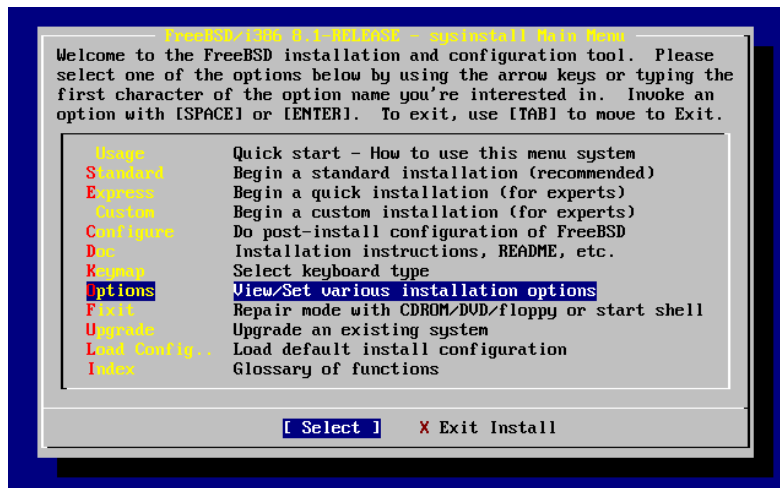 FreeBSD/i386 8.1-RELEASE - sysinstall Main Menu
Welcome to the FreeBSD installation and configuration tool.  Please
select one of the options below by using the arrow keys or typing the
first character of the option name you're interested in.  Invoke an
option with [SPACE] or [ENTER].  To exit, use [TAB] to move to Exit.
Usage Quick start - How to use this menu system
Standard Begin a standard installation (recommended)
Express Begin a quick installation (for experts)
Custom Begin a custom installation (for experts)
Configure Do post-install configuration of FreeBSD
Doc Installation instructions, README, etc.
Keymap Select keyboard type
Options View/Set various installation options
Fixit Repair mode with CDROM/DVD/floppy or start shell
Upgrade Upgrade an existing system
Load Config.. Load default install configuration
Index Glossary of functions
[ Select ] X Exit Install